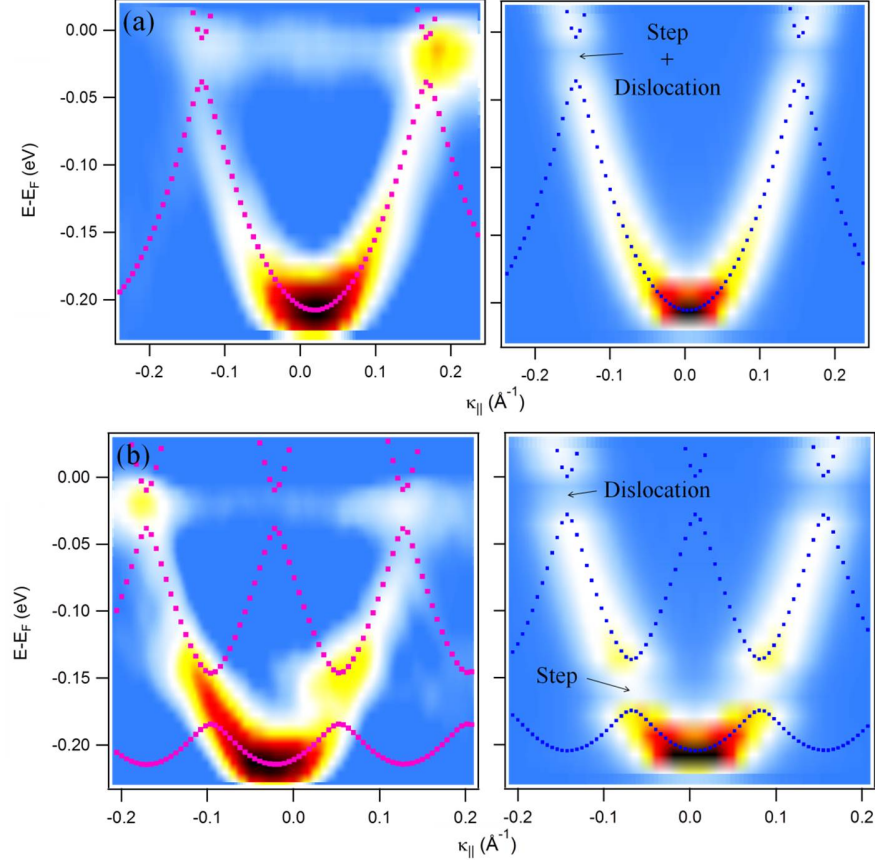 (a)
Step
+
Dislocation
0.00
-0.05
-0.10
-0.15
-0.20
E-E_F (eV)
-0.2 -0.1 0.0 0.1 0.2 -0.2 -0.1 0.0 0.1 0.2
κ_|| (Å⁻¹)
(b)
Dislocation
Step
0.00
-0.05
-0.10
-0.15
-0.20
E-E_F (eV)
-0.2 -0.1 0.0 0.1 0.2 -0.2 -0.1 0.0 0.1 0.2
κ_|| (Å⁻¹)